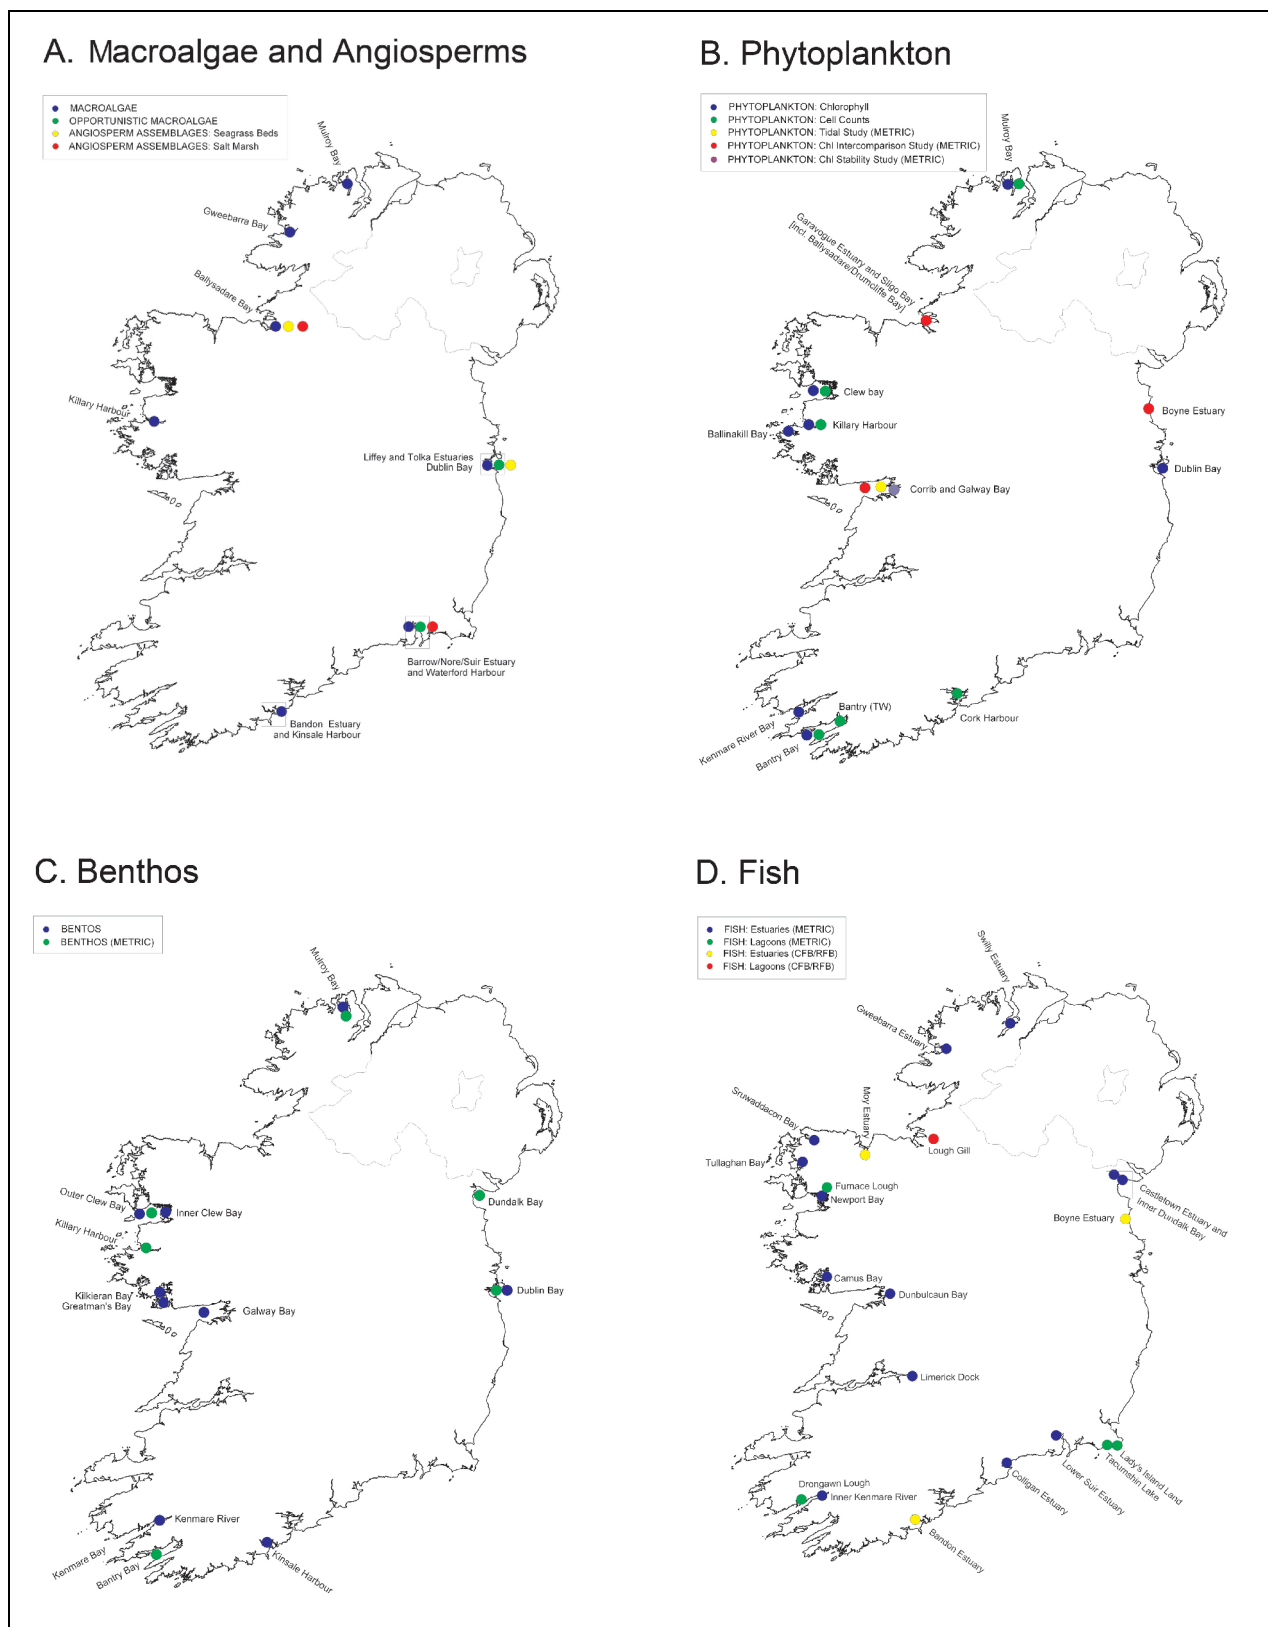 A. Macroalgae and Angiosperms
MACROALGAE
OPPORTUNISTIC MACROALGAE
ANGIOSPERM ASSEMBLAGES: Seagrass Beds
ANGIOSPERM ASSEMBLAGES: Salt Marsh
Mulroy Bay
Gweebarra Bay
Ballysadare Bay
Killary Harbour
Liffey and Tolka Estuaries
Dublin Bay
Barrow/Nore/Suir Estuary
and Waterford Harbour
Bandon Estuary
and Kinsale Harbour
B. Phytoplankton
PHYTOPLANKTON: Chlorophyll
PHYTOPLANKTON: Cell Counts
PHYTOPLANKTON: Tidal Study (METRIC)
PHYTOPLANKTON: Chl Intercomparison Study (METRIC)
PHYTOPLANKTON: Chl Stability Study (METRIC)
Mulroy Bay
Garavogue Estuary and Sligo Bay
[incl. Ballysadare/Drumcliffe Bay]
Clew bay
Killary Harbour
Ballinakill Bay
Boyne Estuary
Dublin Bay
Corrib and Galway Bay
Bantry (TW)
Cork Harbour
Kenmare River Bay
Bantry Bay
C. Benthos
BENTOS
BENTHOS (METRIC)
Mulroy Bay
Outer Clew Bay
Inner Clew Bay
Killary Harbour
Dundalk Bay
Kilkieran Bay
Greatman's Bay
Galway Bay
Dublin Bay
Kenmare River
Kenmare Bay
Bantry Bay
Kinsale Harbour
D. Fish
FISH: Estuaries (METRIC)
FISH: Lagoons (METRIC)
FISH: Estuaries (CFB/RFB)
FISH: Lagoons (CFB/RFB)
Swilly Estuary
Gweebarra Estuary
Sruwaddacon Bay
Moy Estuary
Lough Gill
Tullaghan Bay
Furnace Lough
Newport Bay
Castletown Estuary and
Inner Dundalk Bay
Boyne Estuary
Camus Bay
Dunbulcaun Bay
Limerick Dock
Lady's Island Land
Tacumshin Lake
Lower Suir Estuary
Colligan Estuary
Drongawn Lough
Inner Kenmare River
Bandon Estuary